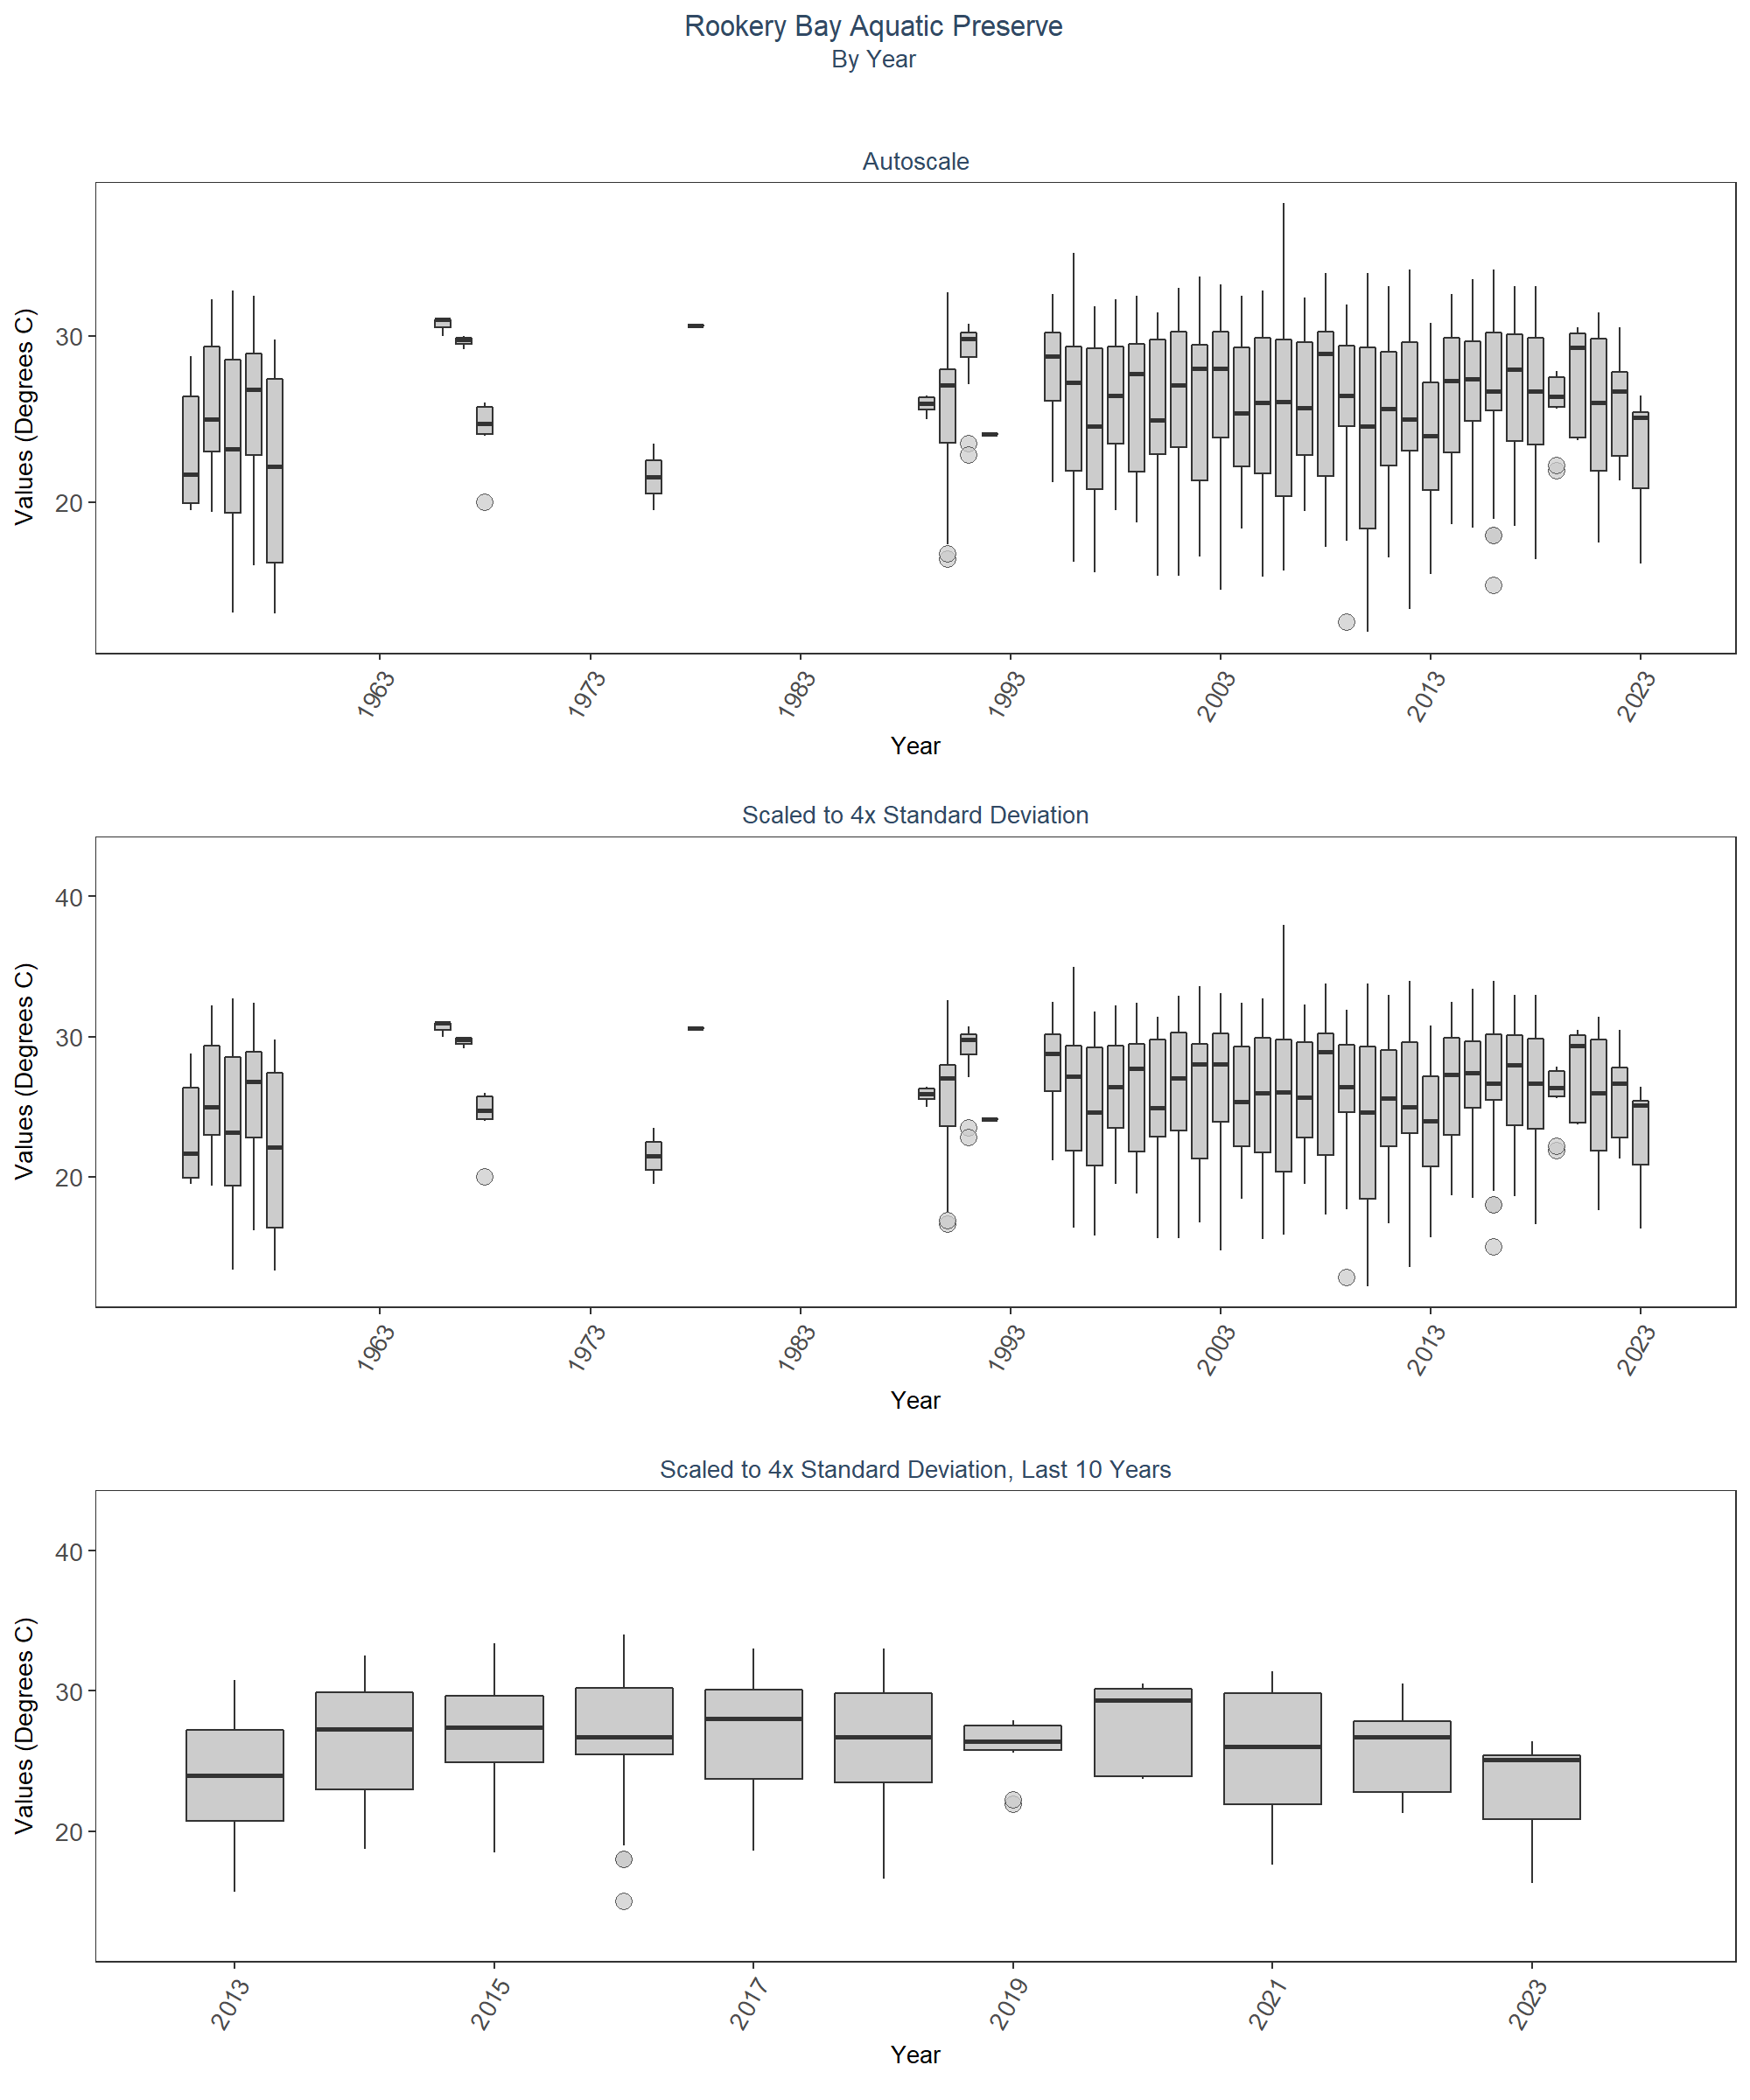 Rookery Bay Aquatic Preserve
By Year
Autoscale
Values (Degrees C)
30
20
1963 1973 1983 1993 2003 2013 2023
Year
Scaled to 4x Standard Deviation
Values (Degrees C)
40
30
20
1963 1973 1983 1993 2003 2013 2023
Year
Scaled to 4x Standard Deviation, Last 10 Years
Values (Degrees C)
40
30
20
2013 2015 2017 2019 2021 2023
Year